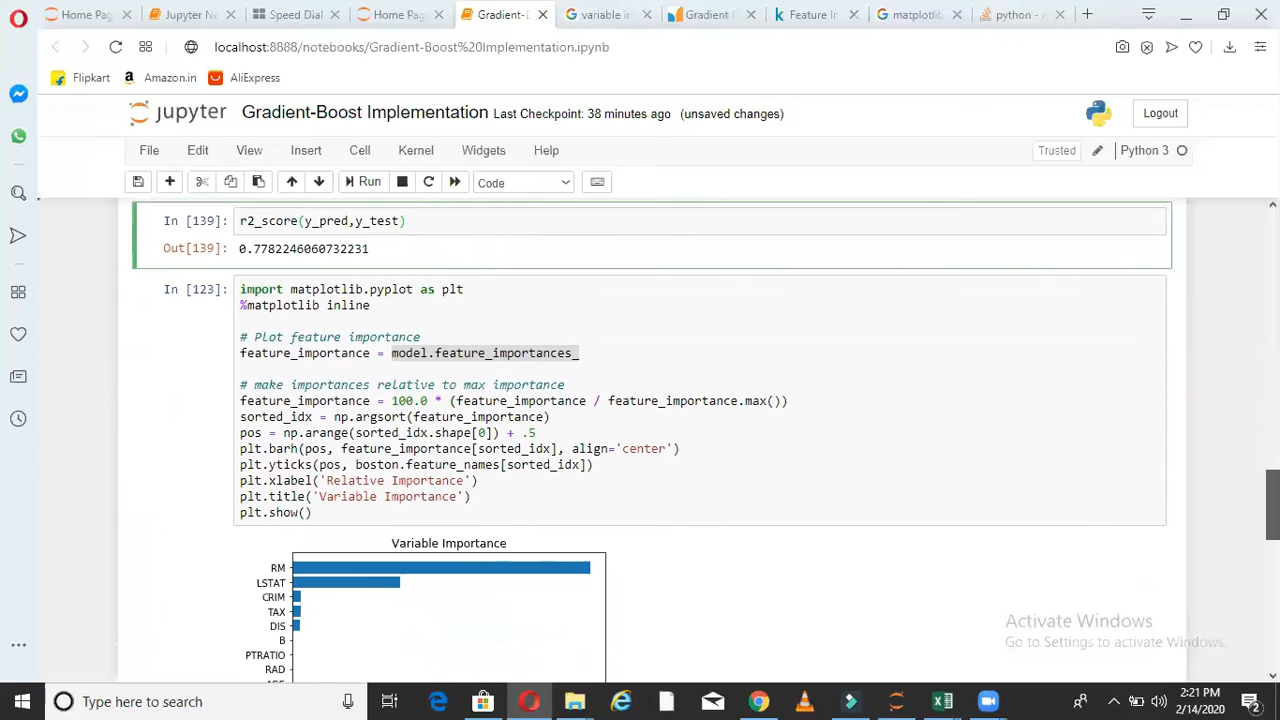 Home Page
Jupyter No
Speed Dial
Home Page
Gradient-B
variable im
Gradient P
Feature Im
matplotlib
python -
localhost:8888/notebooks/Gradient-Boost%20Implementation.ipynb
Flipkart
Amazon.in
AliExpress
jupyter Gradient-Boost Implementation Last Checkpoint: 38 minutes ago (unsaved changes)
Logout
File Edit View Insert Cell Kernel Widgets Help
Trusted
Python 3
Run
Code
In [139]: r2_score(y_pred,y_test)
Out[139]: 0.7782246060732231
In [123]: import matplotlib.pyplot as plt
%matplotlib inline
# Plot feature importance
feature_importance = model.feature_importances_
# make importances relative to max importance
feature_importance = 100.0 * (feature_importance / feature_importance.max())
sorted_idx = np.argsort(feature_importance)
pos = np.arange(sorted_idx.shape[0]) + .5
plt.barh(pos, feature_importance[sorted_idx], align='center')
plt.yticks(pos, boston.feature_names[sorted_idx])
plt.xlabel('Relative Importance')
plt.title('Variable Importance')
plt.show()
Variable Importance
RM
LSTAT
CRIM
TAX
DIS
B
PTRATIO
RAD
Activate Windows
Go to Settings to activate Windows.
Type here to search
2:21 PM
2/14/2020
2